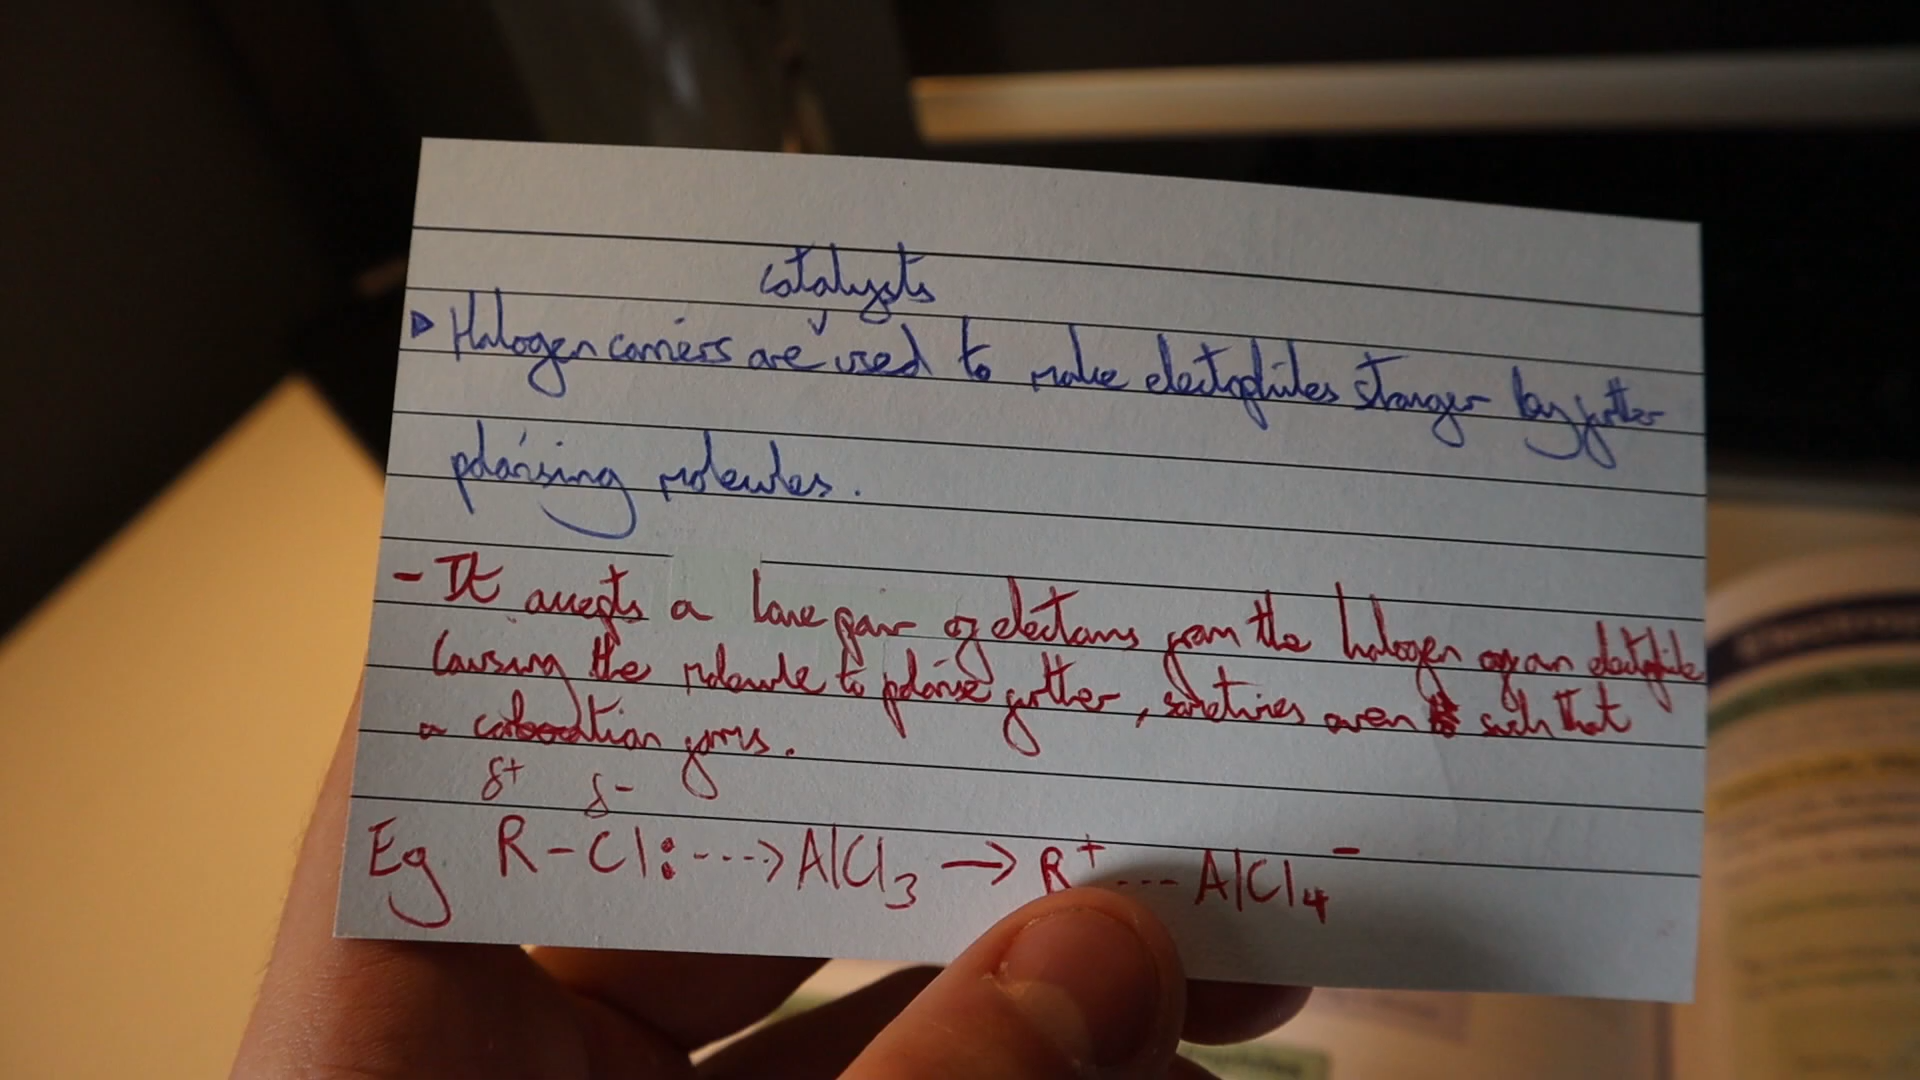 catalysts
▷ Halogen carriers are ✓ used to make electrophiles stronger by further
polarising molecules.
- It accepts a lone pair of electrons from the halogen on an electrophile
causing the molecule to polarise further, sometimes even such that
a carbocation forms.
δ+ δ-
Eg R-Cl: ---> AlCl₃ → R⁺ --- AlCl₄⁻